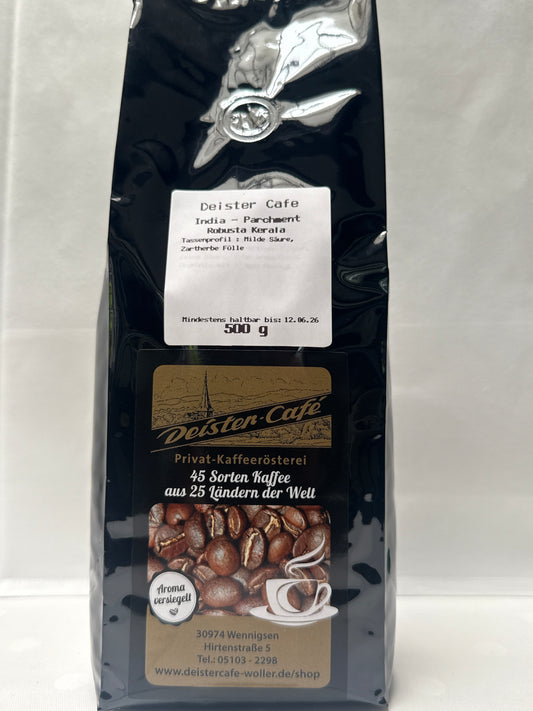 Deister Cafe
India - Parchment
Robusta Kerala
Tassenprofil : Milde Säure,
Zartherbe Fölle
Mindestens haltbar bis: 12.06.26
500 g
Deister-Café
Privat-Kaffeerösterei
45 Sorten Kaffee
aus 25 Ländern der Welt
Aroma
versiegelt
30974 Wennigsen
Hirtenstraße 5
Tel.: 05103 - 2298
www.deistercafe-woller.de/shop